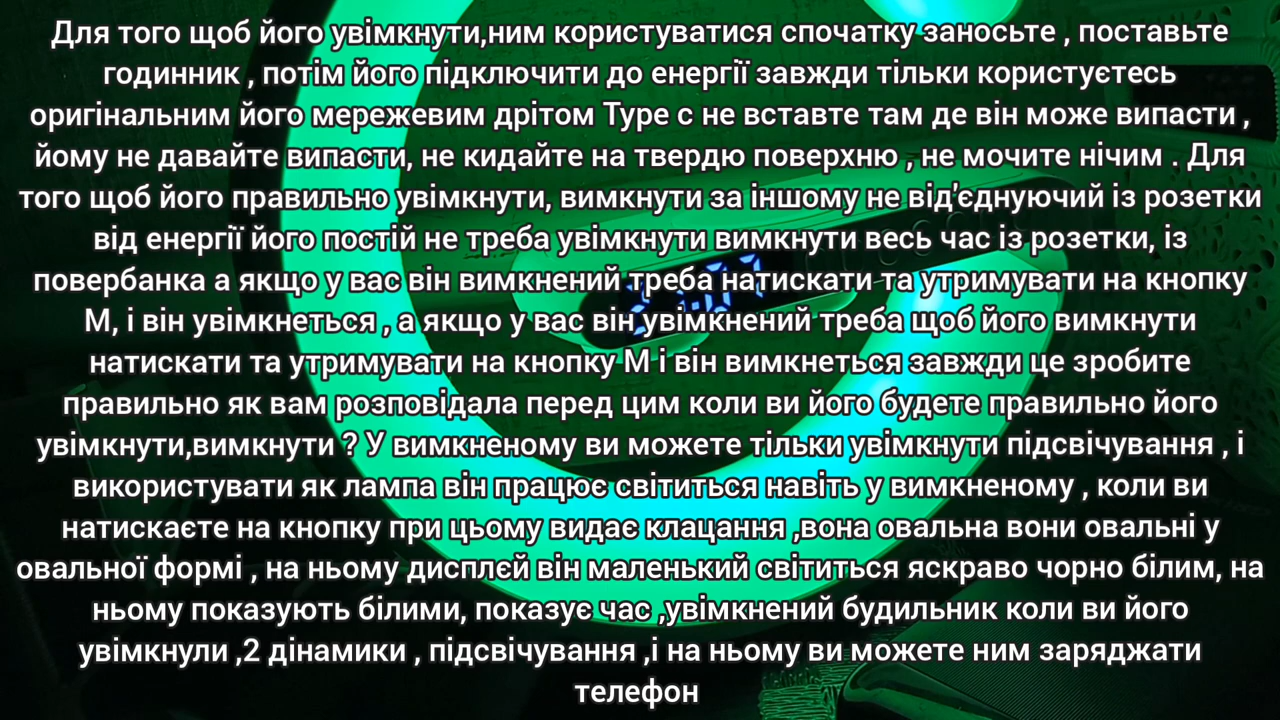 Для того щоб його увімкнути,ним користуватися спочатку заносьте , поставьте
годинник , потім його підключити до енергії завжди тільки користуєтесь
оригінальним його мережевим дрітом Type c не вставте там де він може випасти ,
йому не давайте випасти, не кидайте на твердю поверхню , не мочите нічим . Для
того щоб його правильно увімкнути, вимкнути за іншому не від'єднуючий із розетки
від енергії його постій не треба увімкнути вимкнути весь час із розетки, із
повербанка а якщо у вас він вимкнений треба натискати та утримувати на кнопку
М, і він увімкнеться , а якщо у вас він увімкнений треба щоб його вимкнути
натискати та утримувати на кнопку М і він вимкнеться завжди це зробите
правильно як вам розповідала перед цим коли ви його будете правильно його
увімкнути,вимкнути ? У вимкненому ви можете тільки увімкнути підсвічування , і
використувати як лампа він працює світиться навіть у вимкненому , коли ви
натискаєте на кнопку при цьому видає клацання ,вона овальна вони овальні у
овальної формі , на ньому дисплєй він маленький світиться яскраво чорно білим, на
ньому показують білими, показує час ,увімкнений будильник коли ви його
увімкнули ,2 дінамики , підсвічування ,і на ньому ви можете ним заряджати
телефон